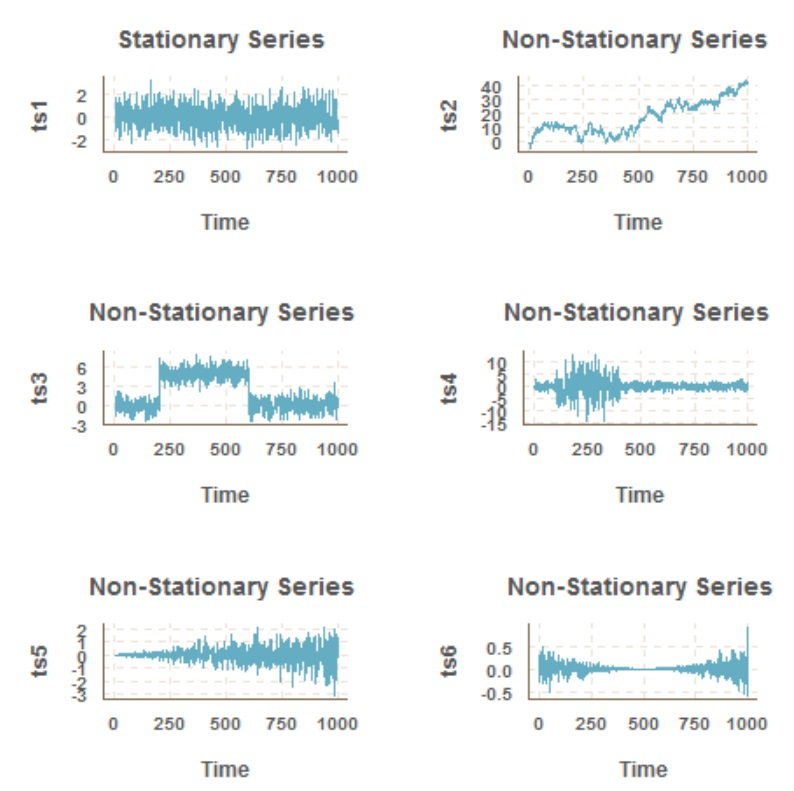 Stationary Series
ts1
2
0
-2
0 250 500 750 1000
Time
Non-Stationary Series
ts2
40
30
20
10
0
0 250 500 750 1000
Time
Non-Stationary Series
ts3
6
3
0
-3
0 250 500 750 1000
Time
Non-Stationary Series
ts4
10
5
0
-5
-10
-15
0 250 500 750 1000
Time
Non-Stationary Series
ts5
2
1
0
-1
-2
-3
0 250 500 750 1000
Time
Non-Stationary Series
ts6
0.5
0.0
-0.5
0 250 500 750 1000
Time